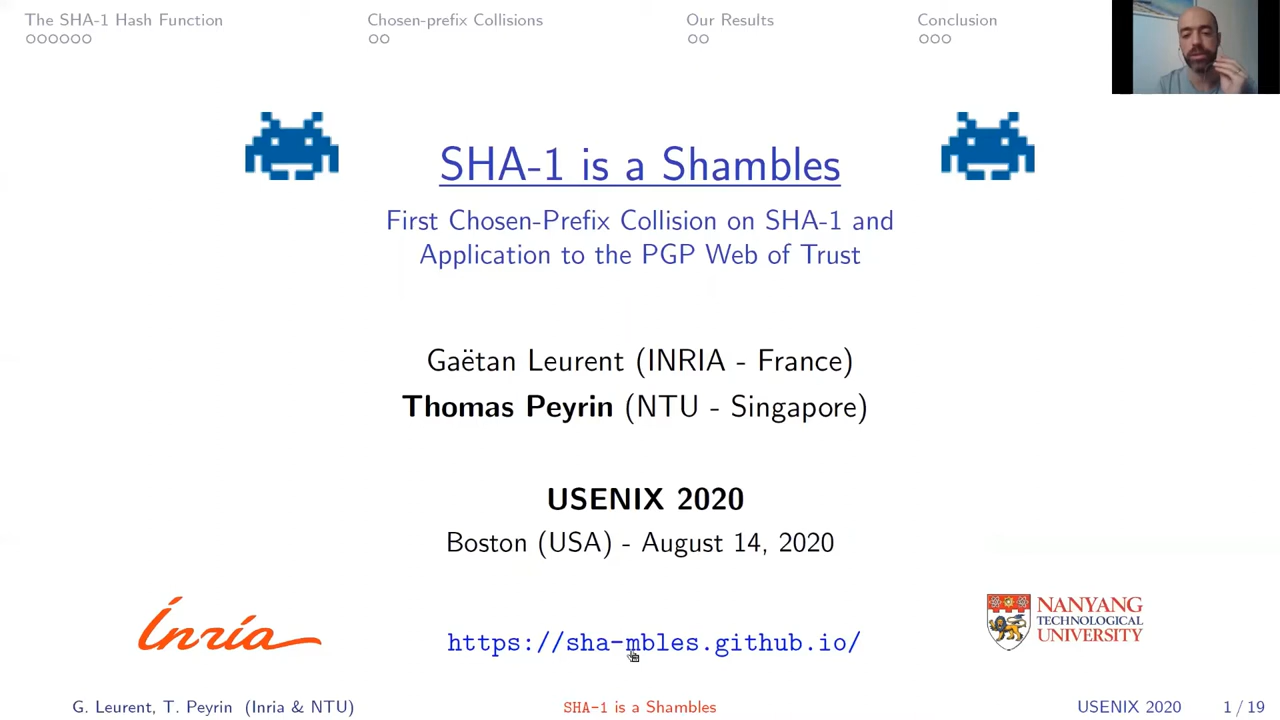 The SHA-1 Hash Function
Chosen-prefix Collisions
Our Results
Conclusion
SHA-1 is a Shambles
First Chosen-Prefix Collision on SHA-1 and
Application to the PGP Web of Trust
Gaëtan Leurent (INRIA - France)
Thomas Peyrin (NTU - Singapore)
USENIX 2020
Boston (USA) - August 14, 2020
Inría
https://sha-mbles.github.io/
NANYANG
TECHNOLOGICAL
UNIVERSITY
G. Leurent, T. Peyrin (Inria & NTU)
SHA-1 is a Shambles
USENIX 2020
1 / 19